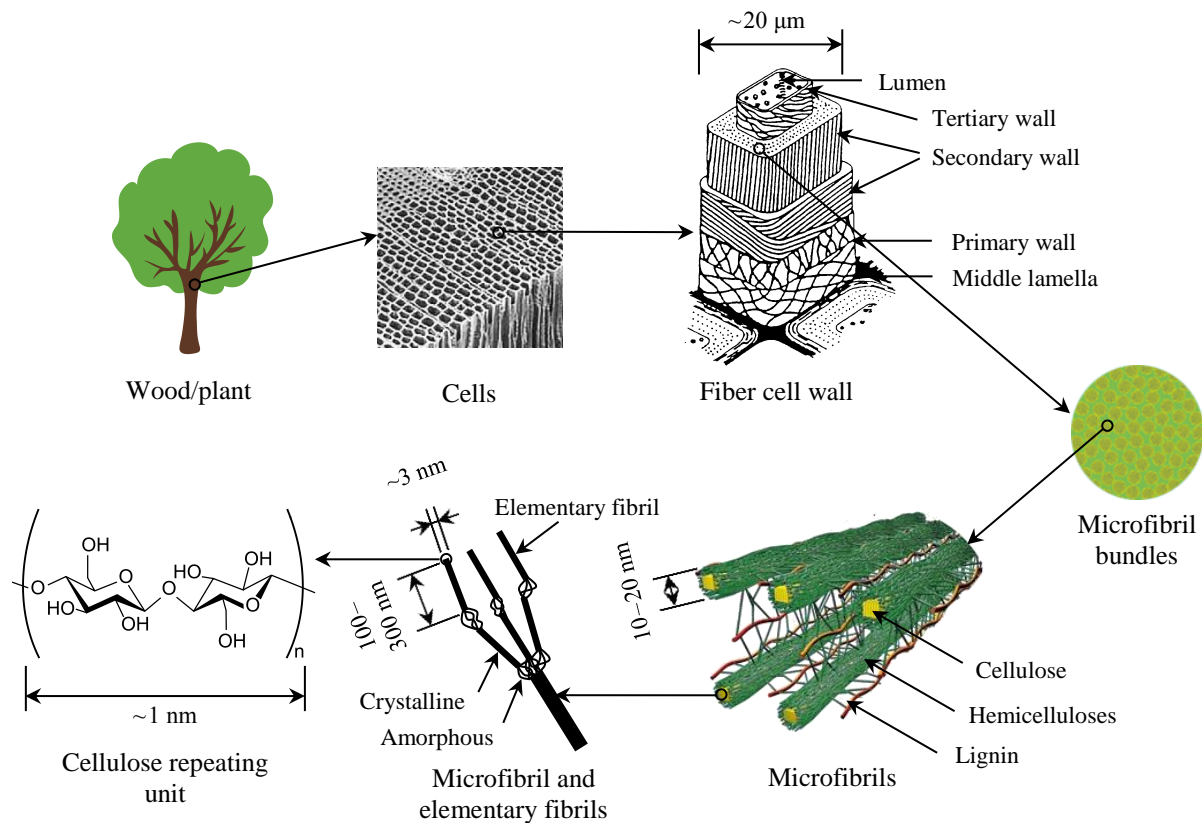 ~20 μm
Lumen
Tertiary wall
Secondary wall
Primary wall
Middle lamella
Wood/plant
Cells
Fiber cell wall
Microfibril
bundles
~3 nm
Elementary fibril
100–
300 nm
Crystalline
Amorphous
Microfibril and
elementary fibrils
10–20 nm
Cellulose
Hemicelluloses
Lignin
Microfibrils
OH
OH
HO
O
O
HO
OH
O
HO
OH
O
OH
n
~1 nm
Cellulose repeating
unit